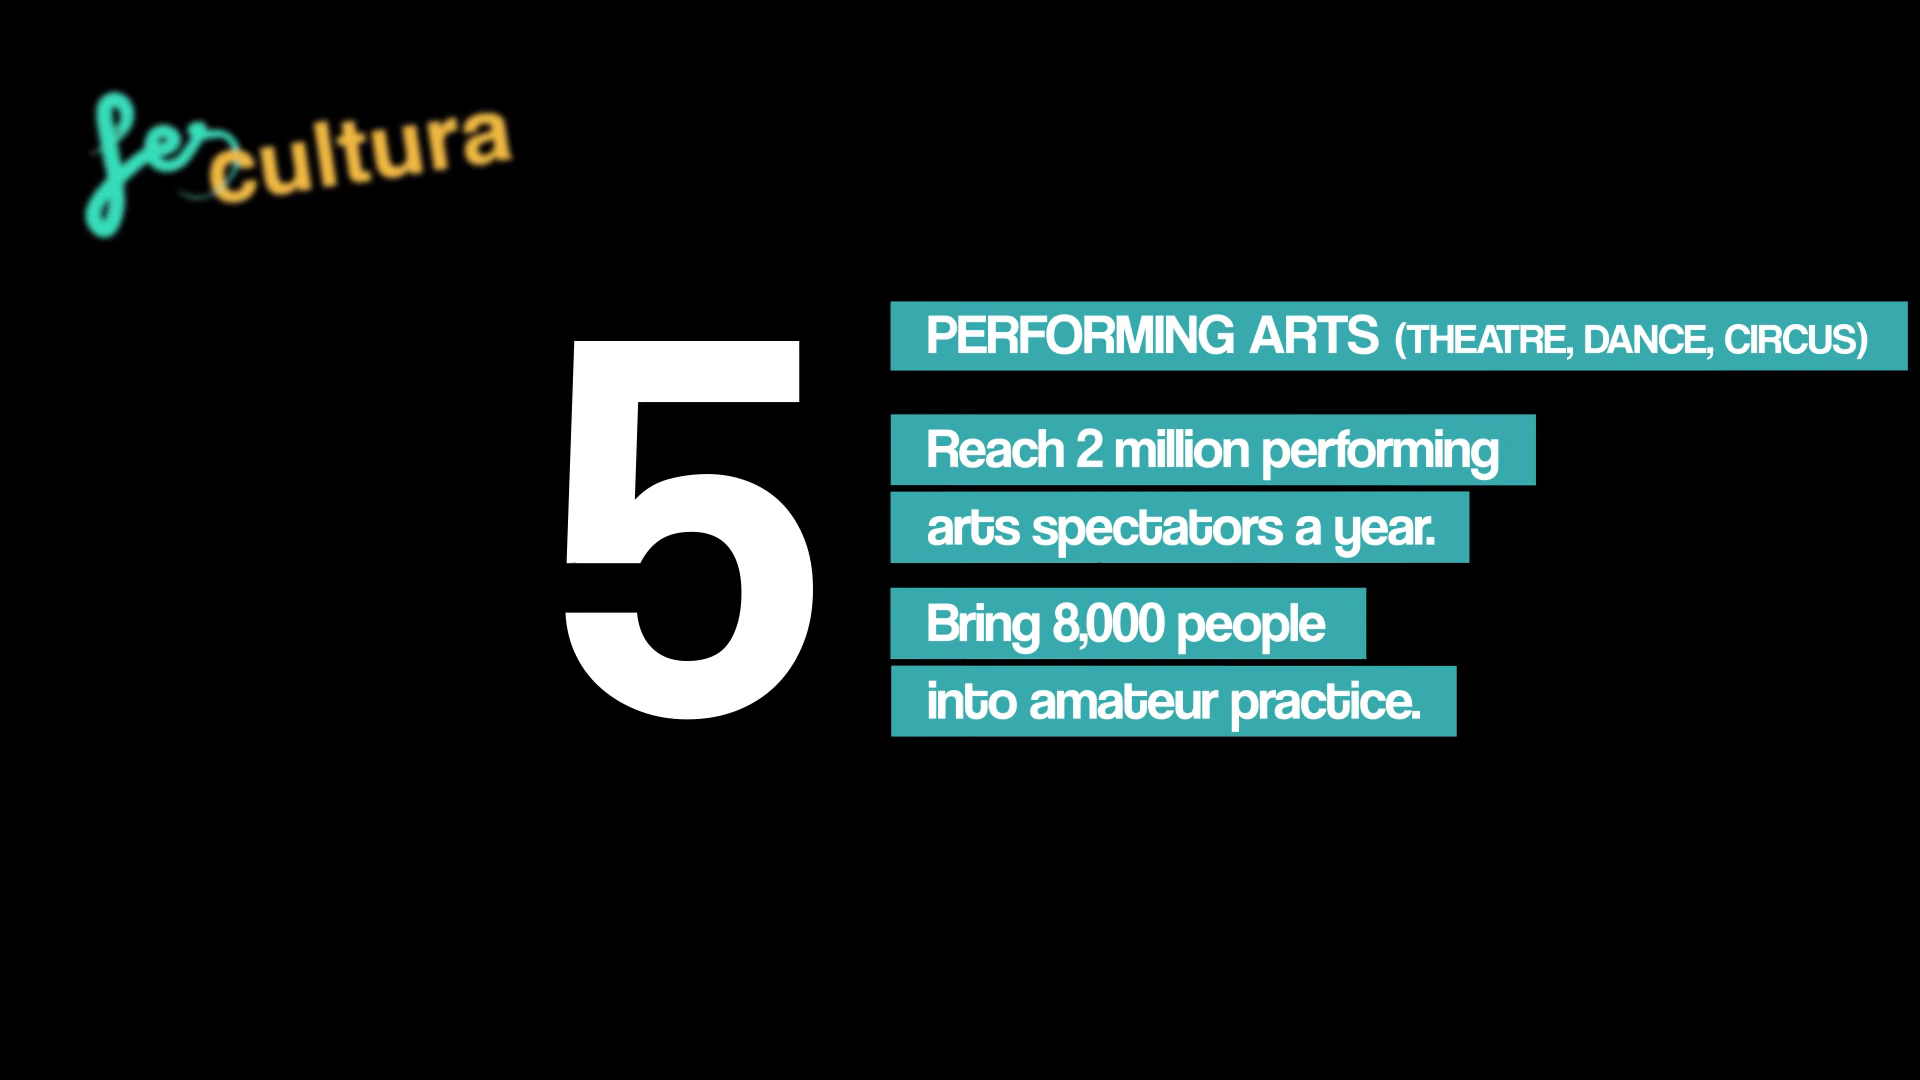 fer cultura
5
PERFORMING ARTS (THEATRE, DANCE, CIRCUS)
Reach 2 million performing
arts spectators a year.
Bring 8,000 people
into amateur practice.